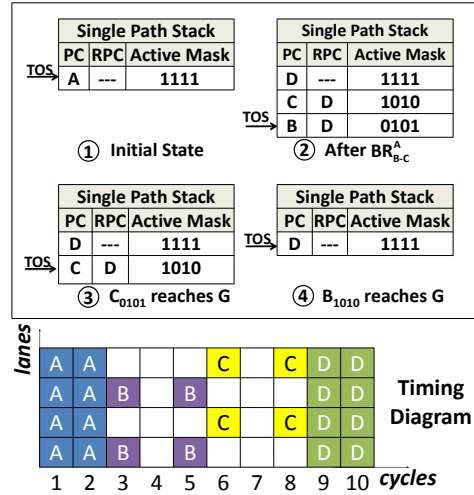 Single Path Stack
PC RPC Active Mask
TOS A --- 1111
① Initial State
Single Path Stack
PC RPC Active Mask
D --- 1111
C D 1010
TOS B D 0101
② After BR^A_B-C
Single Path Stack
PC RPC Active Mask
D --- 1111
TOS C D 1010
③ C0101 reaches G
Single Path Stack
PC RPC Active Mask
TOS D --- 1111
④ B1010 reaches G
lanes
A A C C D D
A A B B D D
A A C C D D
A A B B D D
1 2 3 4 5 6 7 8 9 10
cycles
Timing
Diagram